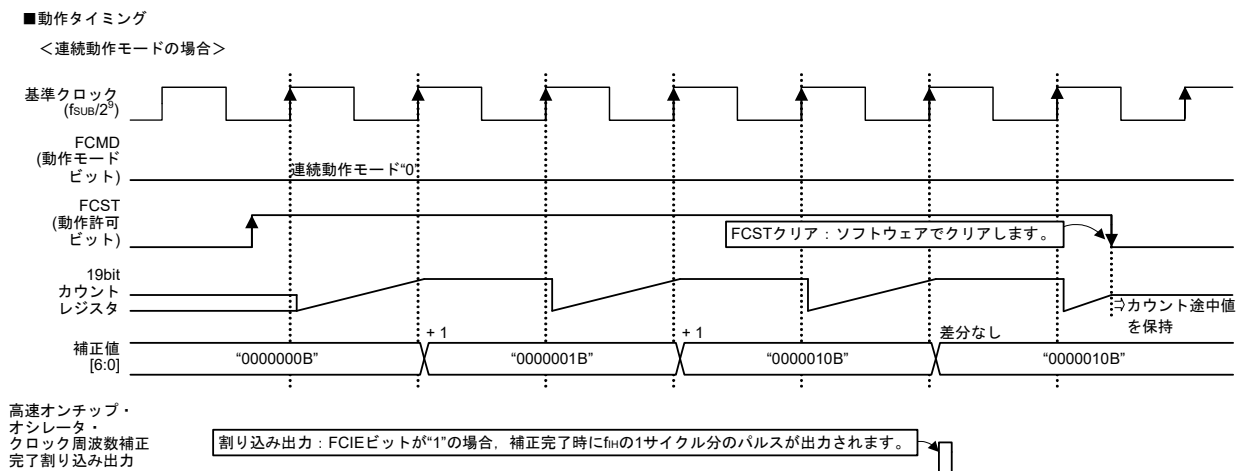 ■動作タイミング
＜連続動作モードの場合＞
基準クロック
(fSUB/2⁹)
FCMD
(動作モード
ビット)
連続動作モード“0”
FCST
(動作許可
ビット)
FCSTクリア：ソフトウェアでクリアします。
19bit
カウント
レジスタ
⇒カウント途中値
を保持
+ 1
+ 1
差分なし
補正値
[6:0]
“0000000B”
“0000001B”
“0000010B”
“0000010B”
高速オンチップ・
オシレータ・
クロック周波数補正
完了割り込み出力
割り込み出力：FCIEビットが“1”の場合，補正完了時にfIHの1サイクル分のパルスが出力されます。